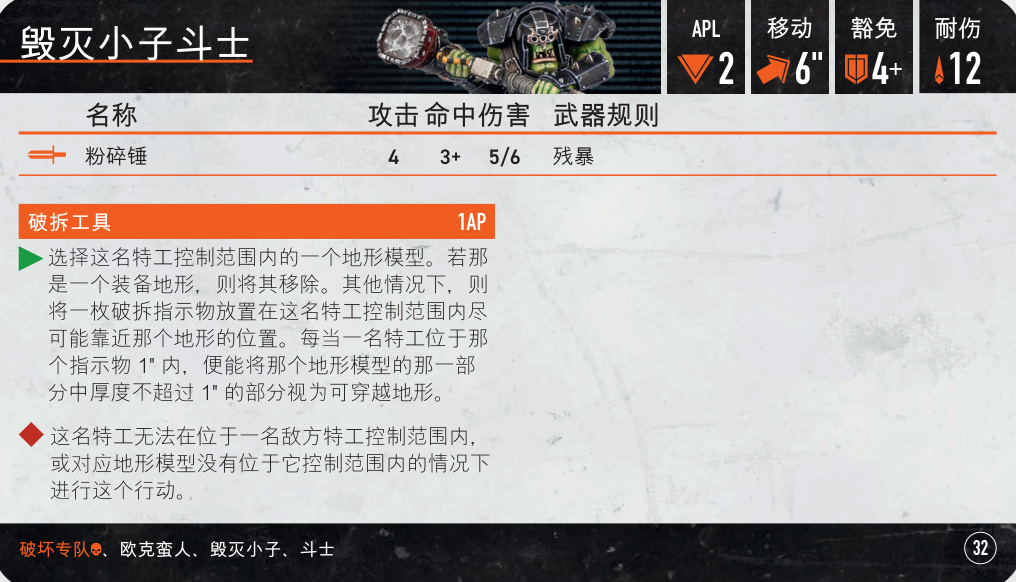 毁灭小子斗士
APL 移动 豁免 耐伤
2 6" 4+ 12
名称 攻击 命中 伤害 武器规则
粉碎锤 4 3+ 5/6 残暴
破拆工具 1AP
选择这名特工控制范围内的一个地形模型。若那
是一个装备地形，则将其移除。其他情况下，则
将一枚破拆指示物放置在这名特工控制范围内尽
可能靠近那个地形的位置。每当一名特工位于那
个指示物 1" 内，便能将那个地形模型的那一部
分中厚度不超过 1" 的部分视为可穿越地形。
这名特工无法在位于一名敌方特工控制范围内，
或对应地形模型没有位于它控制范围内的情况下
进行这个行动。
破坏专队、欧克蛮人、毁灭小子、斗士
32